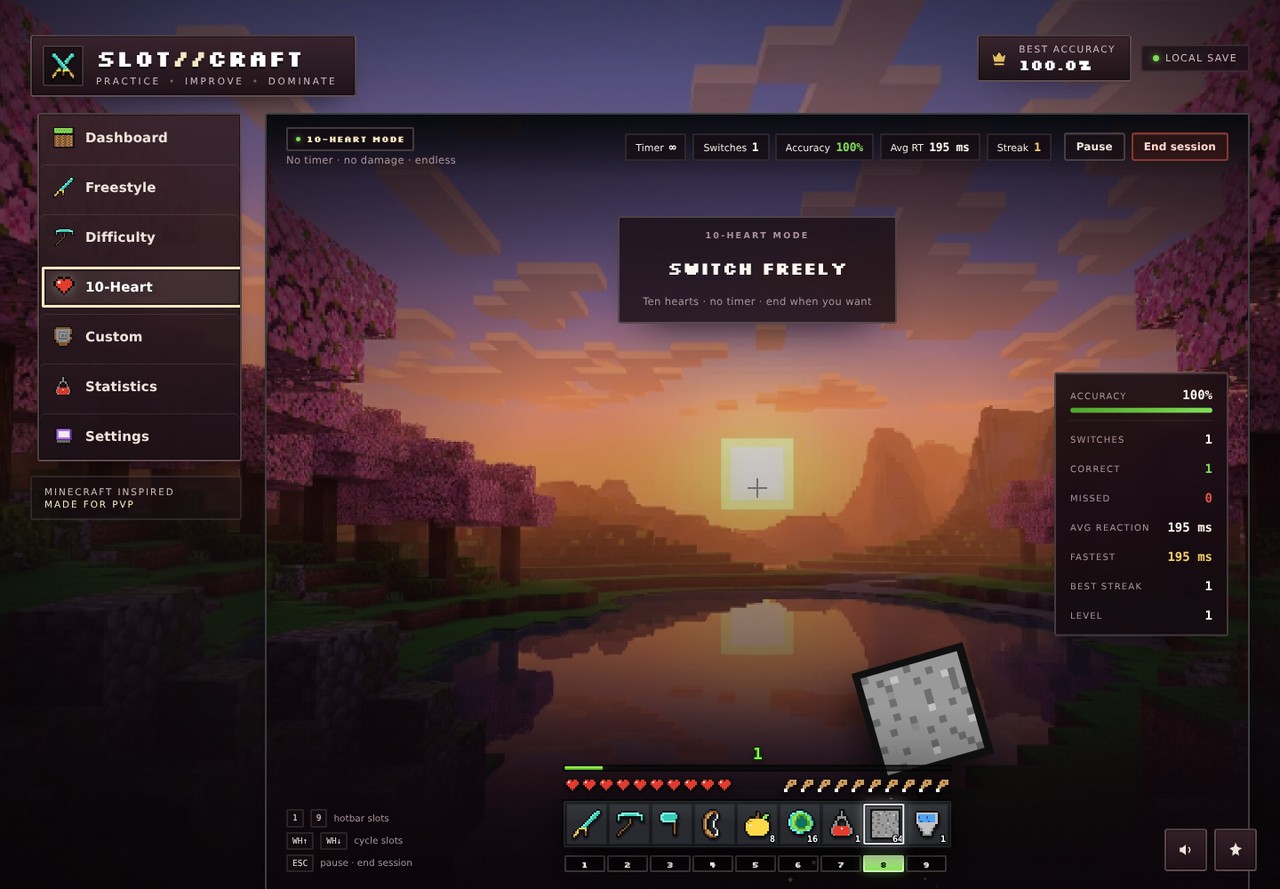 SLOT//CRAFT
PRACTICE • IMPROVE • DOMINATE
BEST ACCURACY
100.0%
LOCAL SAVE
Dashboard
Freestyle
Difficulty
10-Heart
Custom
Statistics
Settings
MINECRAFT INSPIRED
MADE FOR PVP
10-HEART MODE
No timer · no damage · endless
Timer ∞
Switches 1
Accuracy 100%
Avg RT 195 ms
Streak 1
Pause
End session
10-HEART MODE
SWITCH FREELY
Ten hearts · no timer · end when you want
ACCURACY 100%
SWITCHES 1
CORRECT 1
MISSED 0
AVG REACTION 195 ms
FASTEST 195 ms
BEST STREAK 1
LEVEL 1
1
8 16 1 64 1
1 2 3 4 5 6 7 8 9
1 9 hotbar slots
WH↑ WH↓ cycle slots
ESC pause · end session